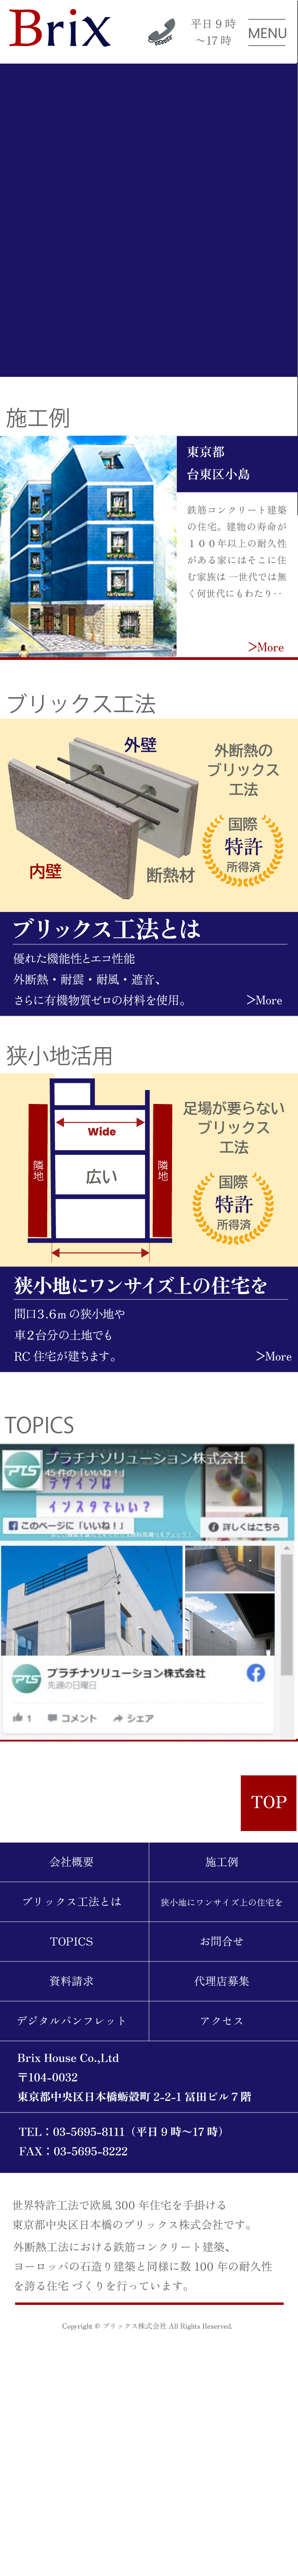 Brix
平日９時
～17 時
MENU
施工例
東京都
台東区小島
鉄筋コンクリート建築
の住宅。建物の寿命が
１００年以上の耐久性
がある家にはそこに住
む家族は 一世代では無
く何世代にもわたり‥
>More
ブリックス工法
外壁
内壁
断熱材
外断熱の
ブリックス
工法
国際
特許
所得済
ブリックス工法とは
優れた機能性とエコ性能
外断熱・耐震・耐風・遮音、
さらに有機物質ゼロの材料を使用。
>More
狭小地活用
Wide
隣地
広い
隣地
足場が要らない
ブリックス
工法
国際
特許
所得済
狭小地にワンサイズ上の住宅を
間口３.６ｍの狭小地や
車２台分の土地でも
RC 住宅が建ちます。
>More
TOPICS
プラチナソリューション株式会社
45 件の「いいね！」
デザインは
インスタでいい？
このページに「いいね！」
詳しくはこちら
プラチナソリューション株式会社
先週の日曜日
1
コメント
シェア
TOP
会社概要
施工例
ブリックス工法とは
狭小地にワンサイズ上の住宅を
TOPICS
お問合せ
資料請求
代理店募集
デジタルパンフレット
アクセス
Brix House Co.,Ltd
〒104-0032
東京都中央区日本橋蛎殻町 2-2-1 冨田ビル７階
TEL：03-5695-8111（平日９時～17 時）
FAX：03-5695-8222
世界特許工法で欧風 300 年住宅を手掛ける
東京都中央区日本橋のブリックス株式会社です。
外断熱工法における鉄筋コンクリート建築、
ヨーロッパの石造り建築と同様に数 100 年の耐久性
を誇る住宅 づくりを行っています。
Copyright © ブリックス株式会社 All Rights Reserved.